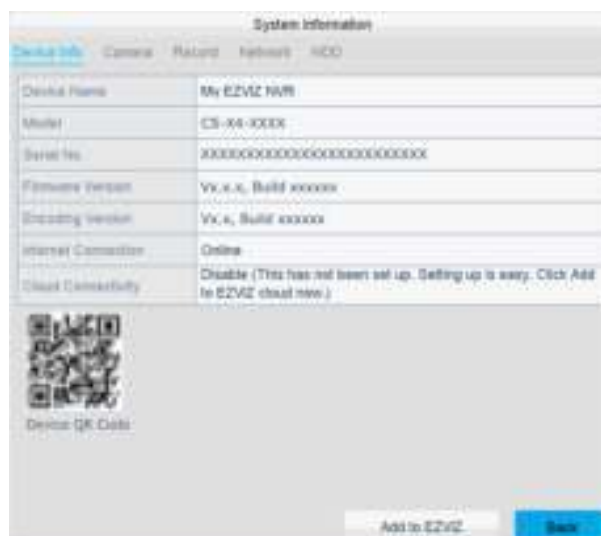 System Information
Device Info Camera Record Network HDD
Device Name My EZVIZ NVR
Model CS-X4-XXXX
Serial No. XXXXXXXXXXXXXXXXXXXXXXXXX
Firmware Version Vx.x.x, Build xxxxxx
Encoding Version Vx.x, Build xxxxxx
Internet Connection Online
Cloud Connectivity Disable (This has not been set up. Setting up is easy. Click Add
to EZVIZ cloud now.)
Device QR Code
Add to EZVIZ Back